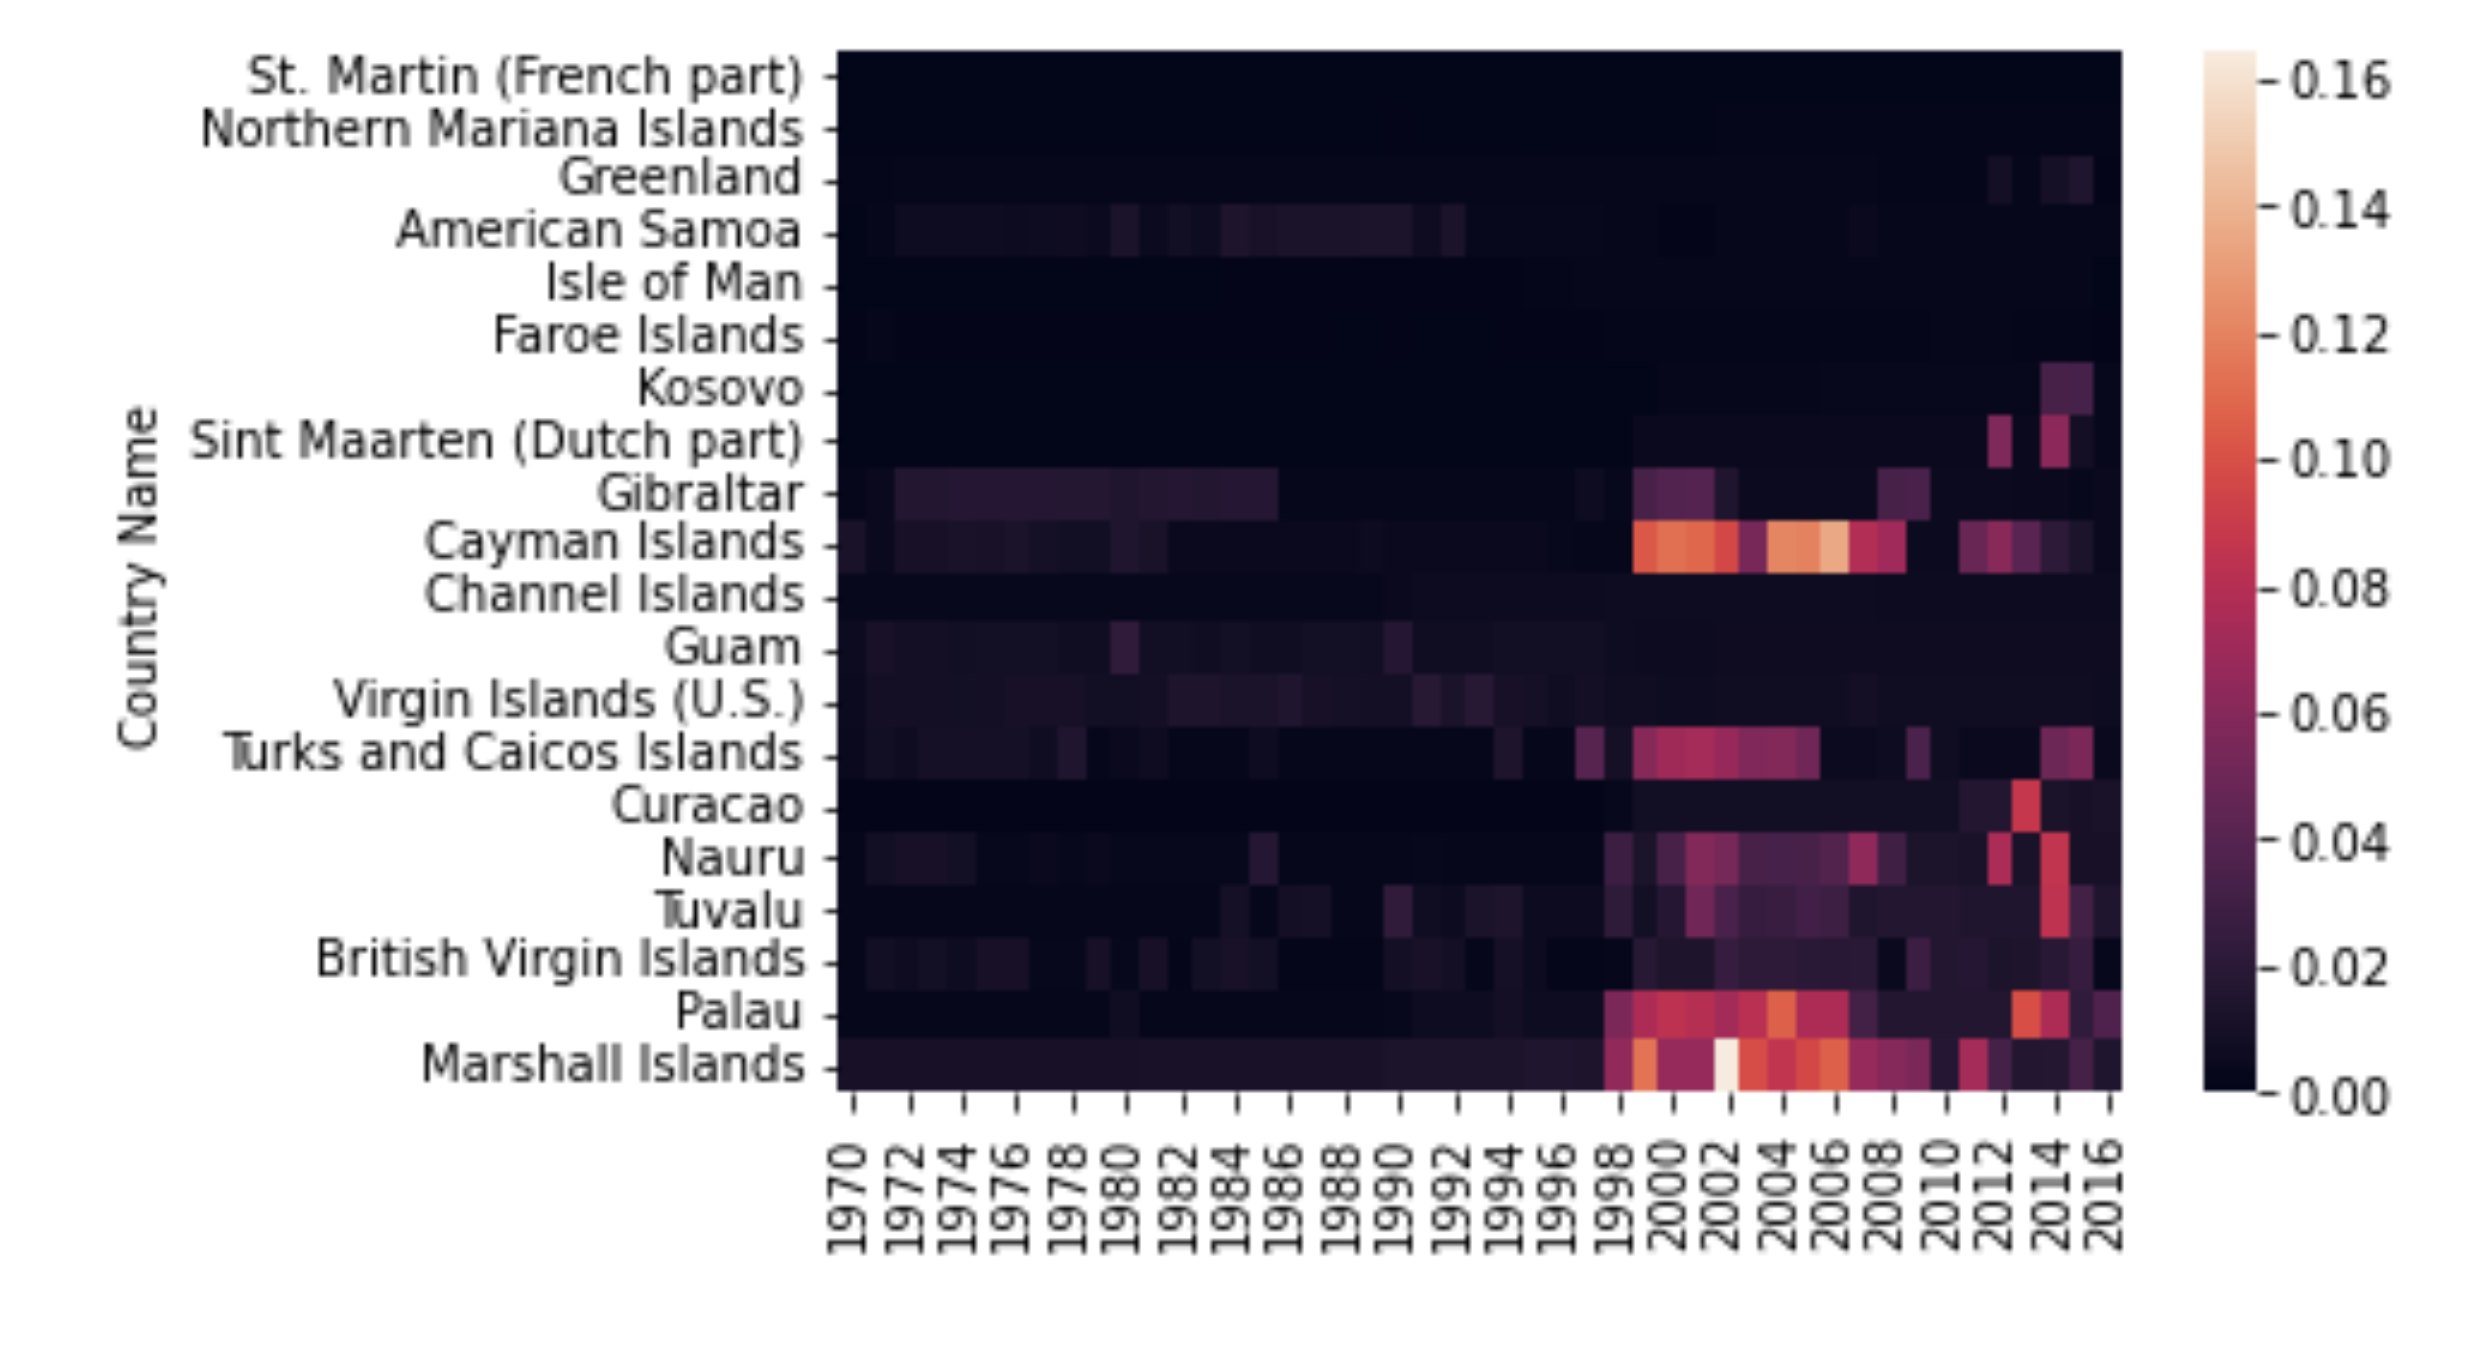 Country Name
St. Martin (French part)
Northern Mariana Islands
Greenland
American Samoa
Isle of Man
Faroe Islands
Kosovo
Sint Maarten (Dutch part)
Gibraltar
Cayman Islands
Channel Islands
Guam
Virgin Islands (U.S.)
Turks and Caicos Islands
Curacao
Nauru
Tuvalu
British Virgin Islands
Palau
Marshall Islands
1970
1972
1974
1976
1978
1980
1982
1984
1986
1988
1990
1992
1994
1996
1998
2000
2002
2004
2006
2008
2010
2012
2014
2016
0.16
0.14
0.12
0.10
0.08
0.06
0.04
0.02
0.00